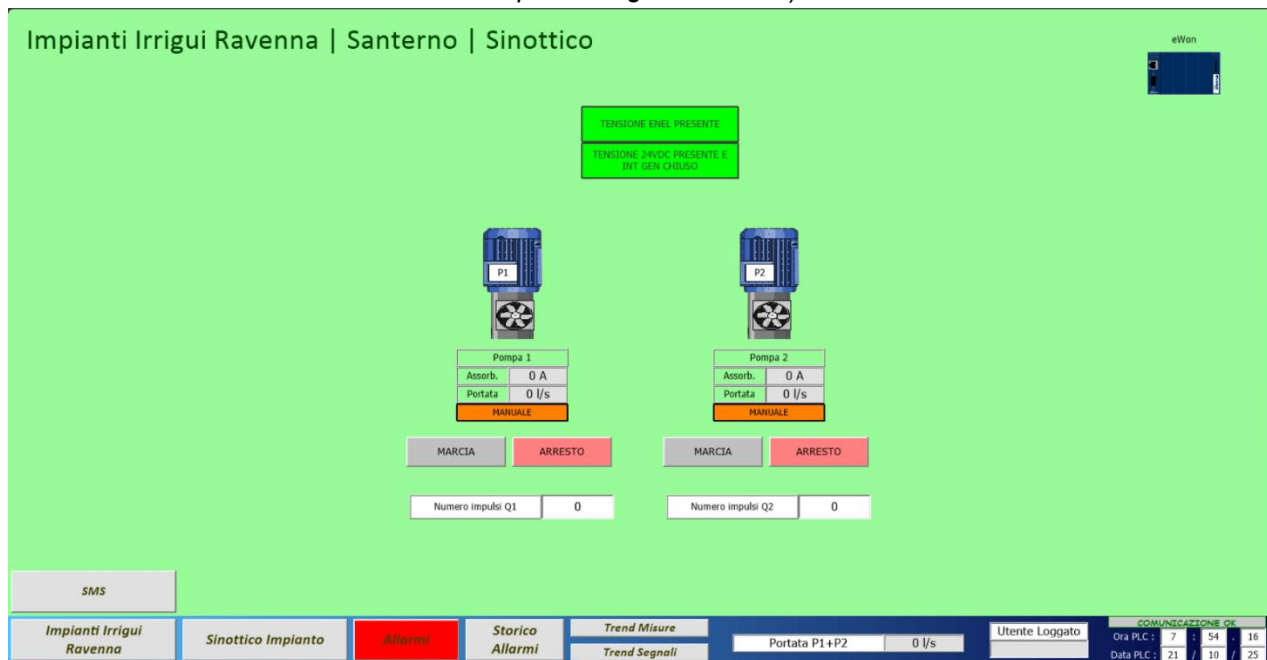 Impianti Irrigui Ravenna | Santerno | Sinottico
eWon
TENSIONE ENEL PRESENTE
TENSIONE 24VDC PRESENTE E
INT GEN CHIUSO
P1
P2
Pompa 1
Assorb. 0 A
Portata 0 l/s
MANUALE
Pompa 2
Assorb. 0 A
Portata 0 l/s
MANUALE
MARCIA ARRESTO
MARCIA ARRESTO
Numero impulsi Q1 0
Numero impulsi Q2 0
SMS
Impianti Irrigui
Ravenna
Sinottico Impianto
Allarmi
Storico
Allarmi
Trend Misure
Trend Segnali
Portata P1+P2 0 l/s
Utente Loggato
COMUNICAZIONE OK
Ora PLC : 7 : 54 . 16
Data PLC : 21 / 10 / 25